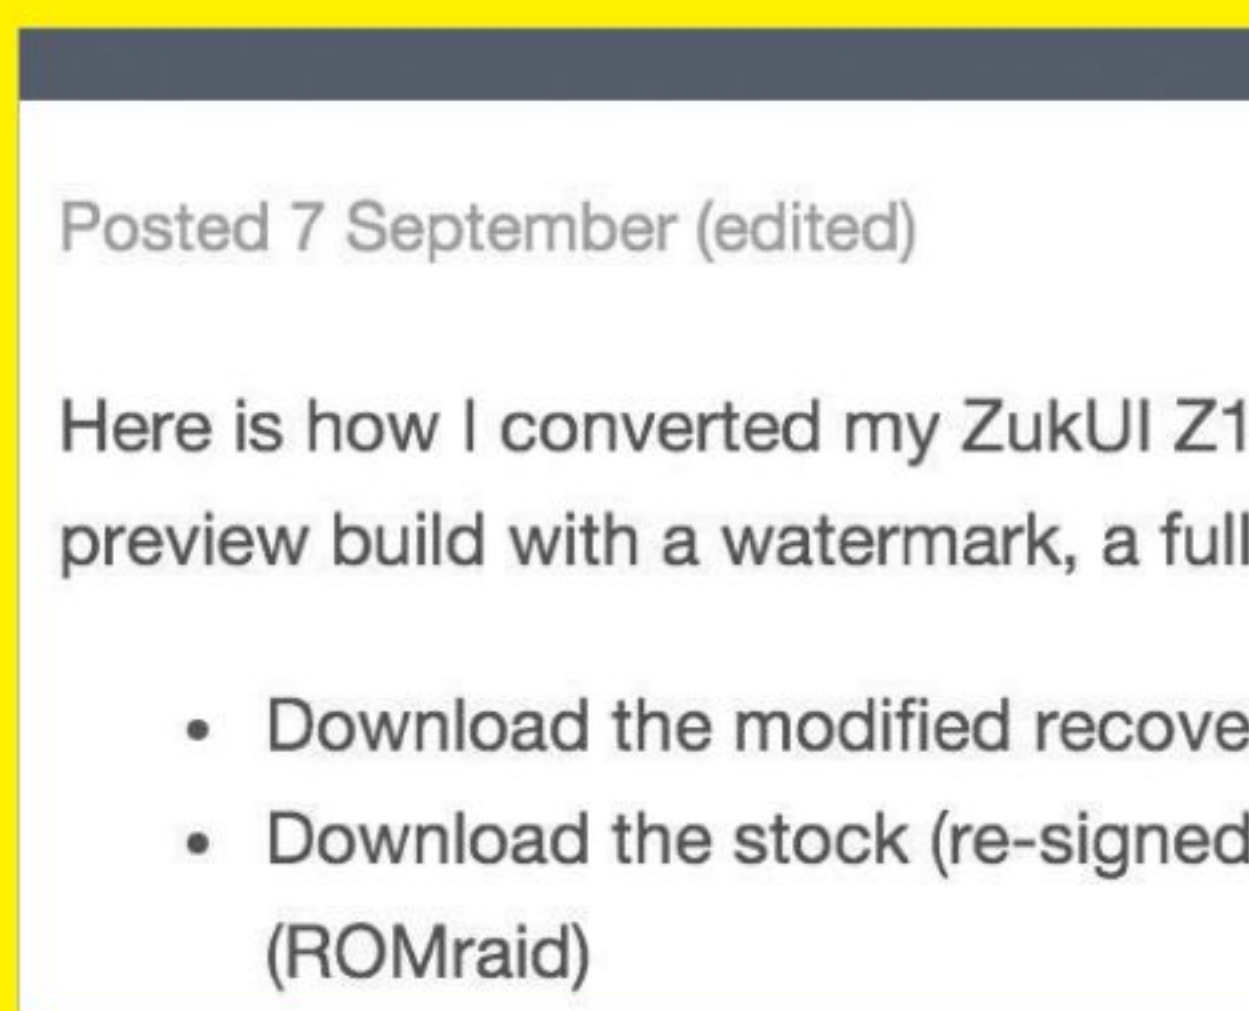 Posted 7 September (edited)
Here is how I converted my ZukUI Z1
preview build with a watermark, a full
• Download the modified recove
• Download the stock (re-signed
(ROMraid)